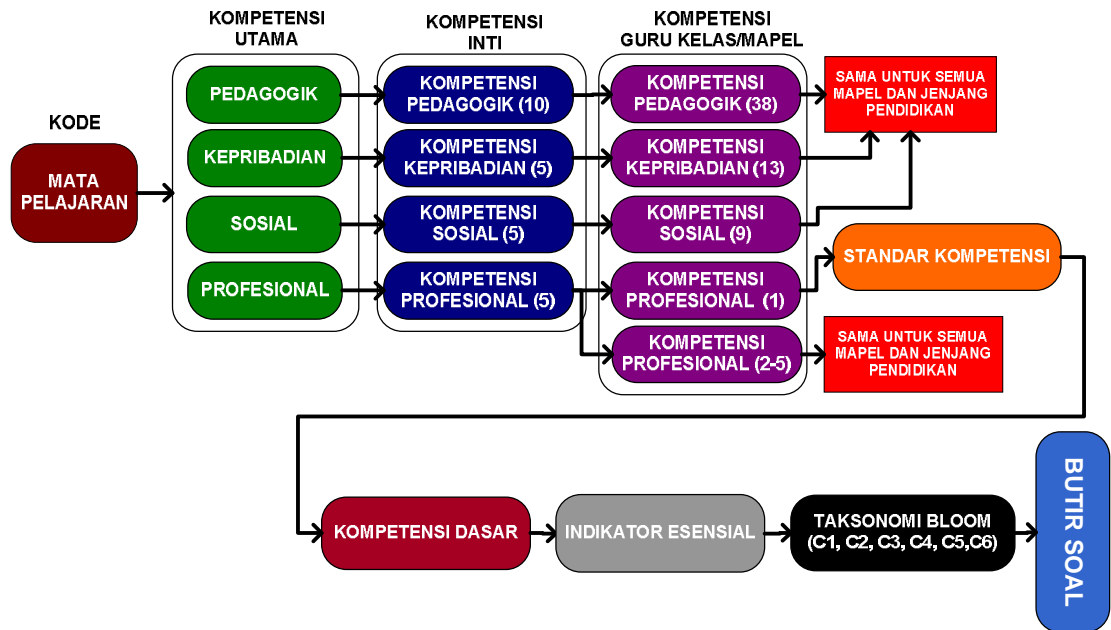 KODE
MATA
PELAJARAN
KOMPETENSI
UTAMA
PEDAGOGIK
KEPRIBADIAN
SOSIAL
PROFESIONAL
KOMPETENSI
INTI
KOMPETENSI
PEDAGOGIK (10)
KOMPETENSI
KEPRIBADIAN (5)
KOMPETENSI
SOSIAL (5)
KOMPETENSI
PROFESIONAL (5)
KOMPETENSI
GURU KELAS/MAPEL
KOMPETENSI
PEDAGOGIK (38)
KOMPETENSI
KEPRIBADIAN (13)
KOMPETENSI
SOSIAL (9)
KOMPETENSI
PROFESIONAL (1)
KOMPETENSI
PROFESIONAL (2-5)
SAMA UNTUK SEMUA
MAPEL DAN JENJANG
PENDIDIKAN
STANDAR KOMPETENSI
SAMA UNTUK SEMUA
MAPEL DAN JENJANG
PENDIDIKAN
KOMPETENSI DASAR
INDIKATOR ESENSIAL
TAKSONOMI BLOOM
(C1, C2, C3, C4, C5,C6)
BUTIR SOAL